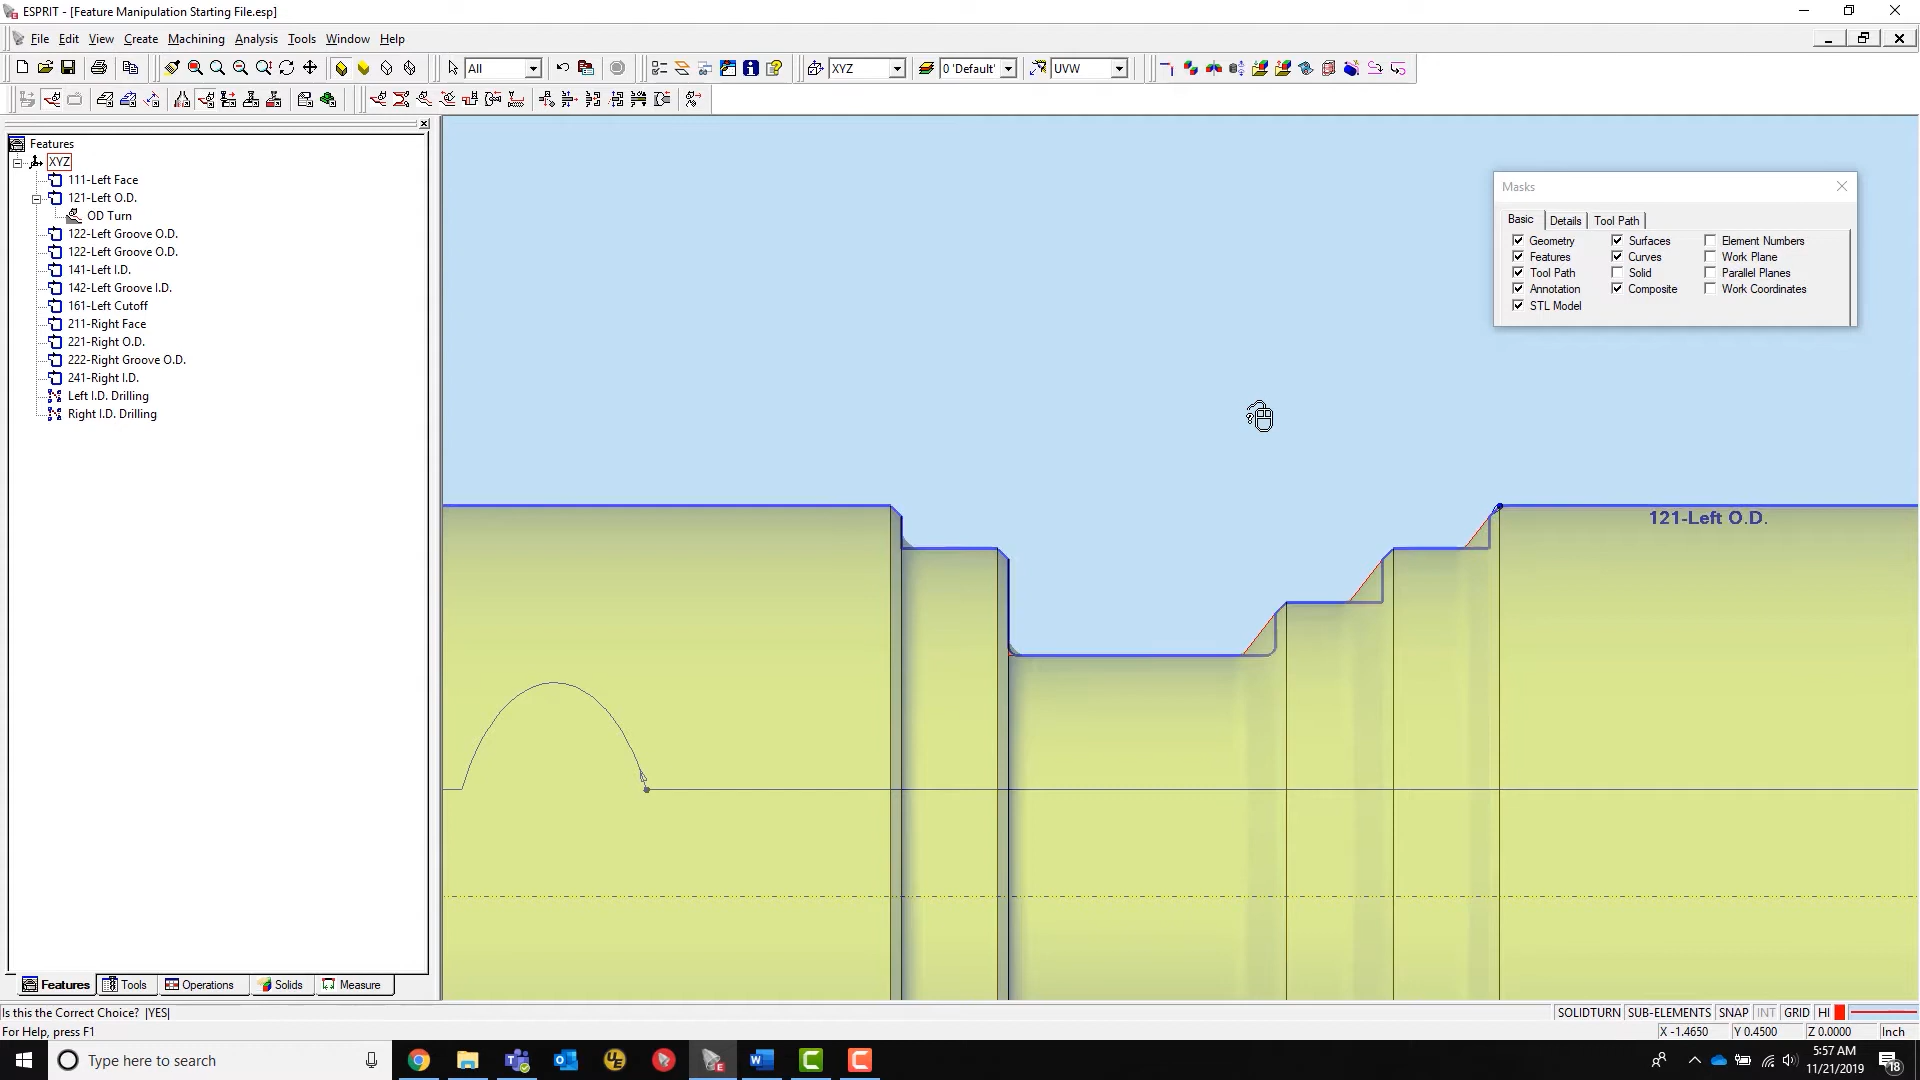 ESPRIT - [Feature Manipulation Starting File.esp]
File Edit View Create Machining Analysis Tools Window Help
All XYZ 0 'Default' UVW
Features
XYZ
111-Left Face
121-Left O.D.
OD Turn
122-Left Groove O.D.
122-Left Groove O.D.
141-Left I.D.
142-Left Groove I.D.
161-Left Cutoff
211-Right Face
221-Right O.D.
222-Right Groove O.D.
241-Right I.D.
Left I.D. Drilling
Right I.D. Drilling
Masks
Basic Details Tool Path
Geometry Surfaces Element Numbers
Features Curves Work Plane
Tool Path Solid Parallel Planes
Annotation Composite Work Coordinates
STL Model
121-Left O.D.
Features Tools Operations Solids Measure
Is this the Correct Choice? |YES|
SOLIDTURN SUB-ELEMENTS SNAP INT GRID HI
For Help, press F1
X -1.4650 Y 0.4500 Z 0.0000 Inch
Type here to search
5:57 AM
11/21/2019
18